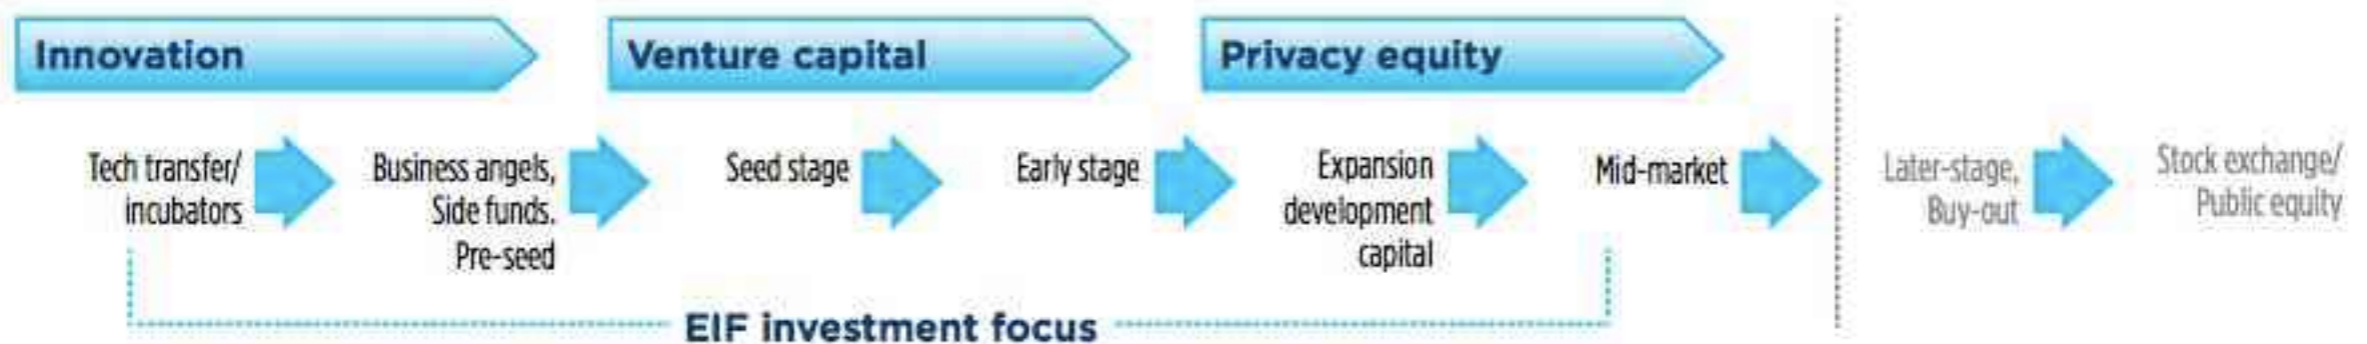 Innovation
Venture capital
Privacy equity
Tech transfer/
incubators
Business angels,
Side funds.
Pre-seed
Seed stage
Early stage
Expansion
development
capital
Mid-market
Later-stage,
Buy-out
Stock exchange/
Public equity
EIF investment focus